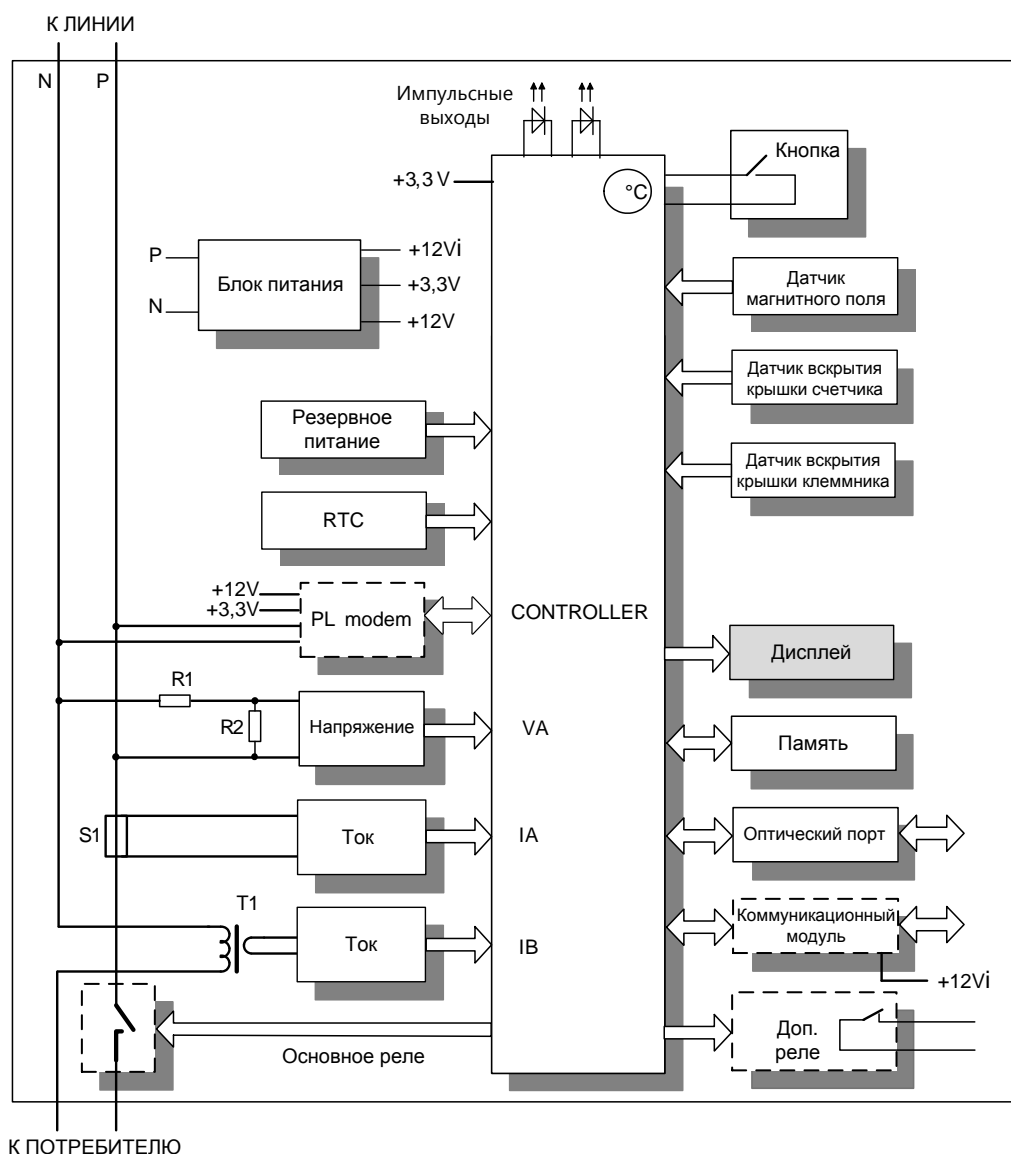 К ЛИНИИ
N
P
Импульсные
выходы
+3,3 V
°C
Кнопка
P
N
Блок питания
+12Vi
+3,3V
+12V
Датчик
магнитного поля
Датчик вскрытия
крышки счетчика
Резервное
питание
Датчик вскрытия
крышки клеммника
RTC
+12V
+3,3V
PL modem
CONTROLLER
Дисплей
R1
R2
Напряжение
VA
Память
S1
Ток
IA
Оптический порт
T1
Ток
IB
Коммуникационный
модуль
+12Vi
Основное реле
Доп.
реле
К ПОТРЕБИТЕЛЮ